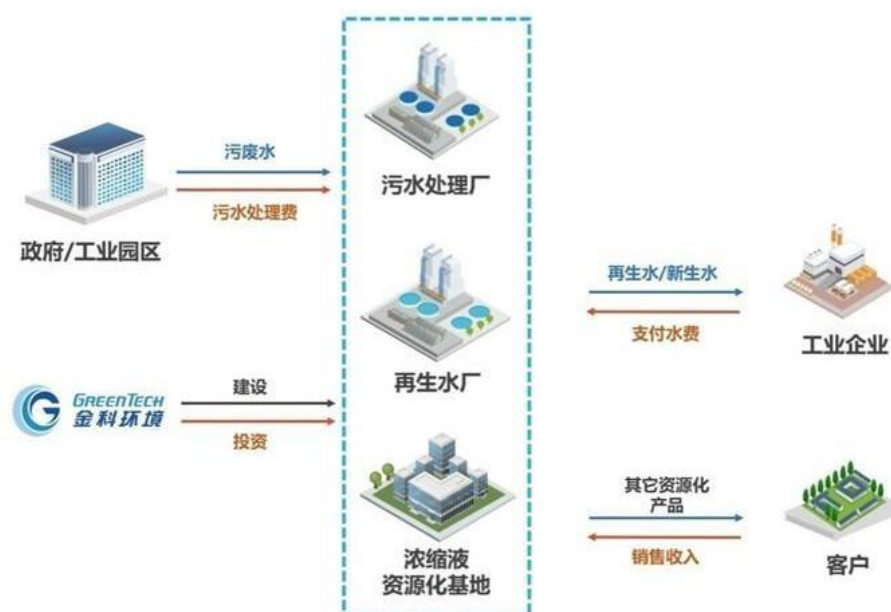 污废水
污水处理费
政府/工业园区
污水处理厂
再生水/新生水
支付水费
工业企业
GREENTECH
金科环境
建设
投资
再生水厂
其它资源化
产品
销售收入
客户
浓缩液
资源化基地